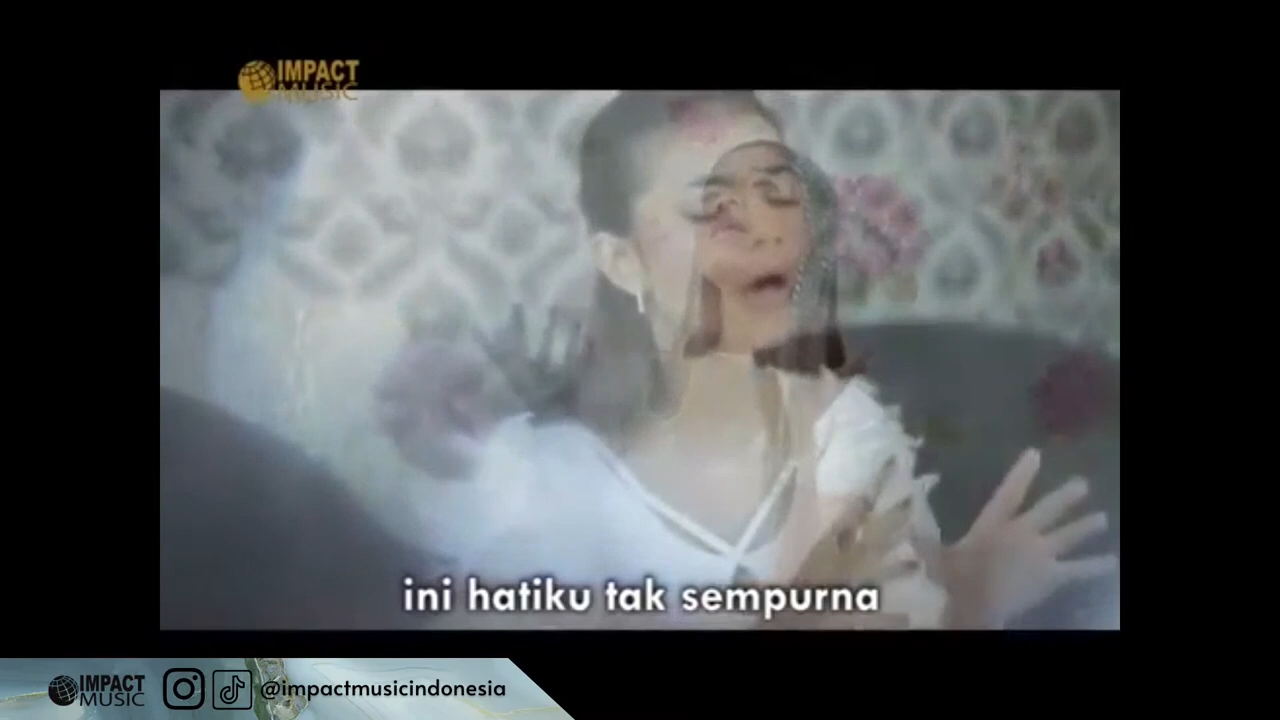 IMPACT
MUSIC
ini hatiku tak sempurna
IMPACT
MUSIC
@impactmusicindonesia